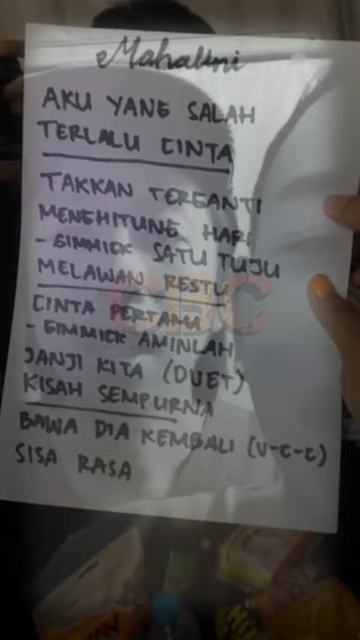 Mahalini
AKU YANG SALAH
TERLALU CINTA
TAKKAN TERGANTI
MENGHITUNG HARI
- GIMMICK SATU TUJU
MELAWAN RESTU
CINTA PERTAMA
- GIMMICK AMINLAH
JANJI KITA (DUET)
KISAH SEMPURNA
BAWA DIA KEMBALI (V-C-C)
SISA RASA